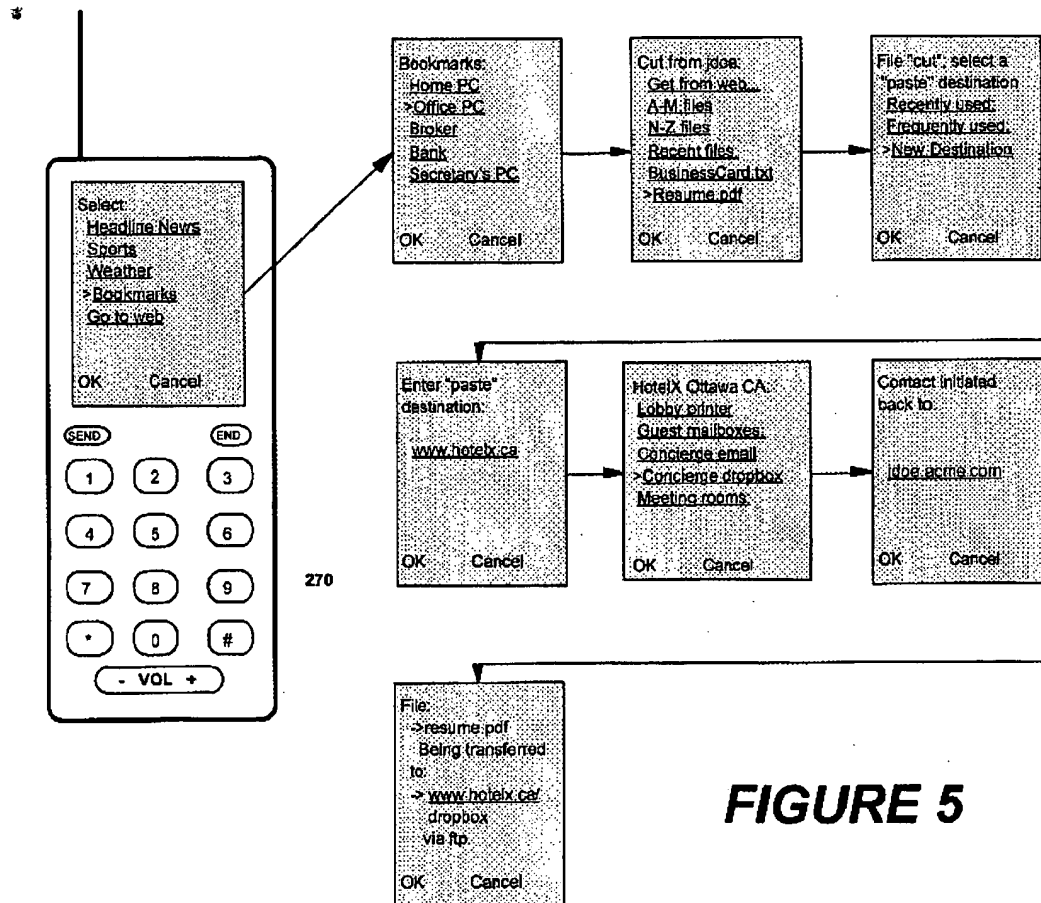 Select:
Headline News
Sports
Weather
>Bookmarks
Go to web
OK Cancel
SEND END
1 2 3
4 5 6
7 8 9
* 0 #
- VOL +
270
Bookmarks:
Home PC
>Office PC
Broker
Bank
Secretary's PC
OK Cancel
Cut from jdoe:
Get from web...
A-M files
N-Z files
Recent files:
BusinessCard.txt
>Resume.pdf
OK Cancel
File "cut"; select a
"paste" destination
Recently used:
Frequently used:
>New Destination
OK Cancel
Enter "paste"
destination:
www.hotelx.ca
OK Cancel
HotelX Ottawa CA:
Lobby printer
Guest mailboxes:
Concierge email
>Concierge dropbox
Meeting rooms:
OK Cancel
Contact initiated
back to:
jdoe.acme.com
OK Cancel
File:
->resume.pdf
Being transferred
to:
-> www.hotelx.ca/
dropbox
via ftp.
OK Cancel
FIGURE 5